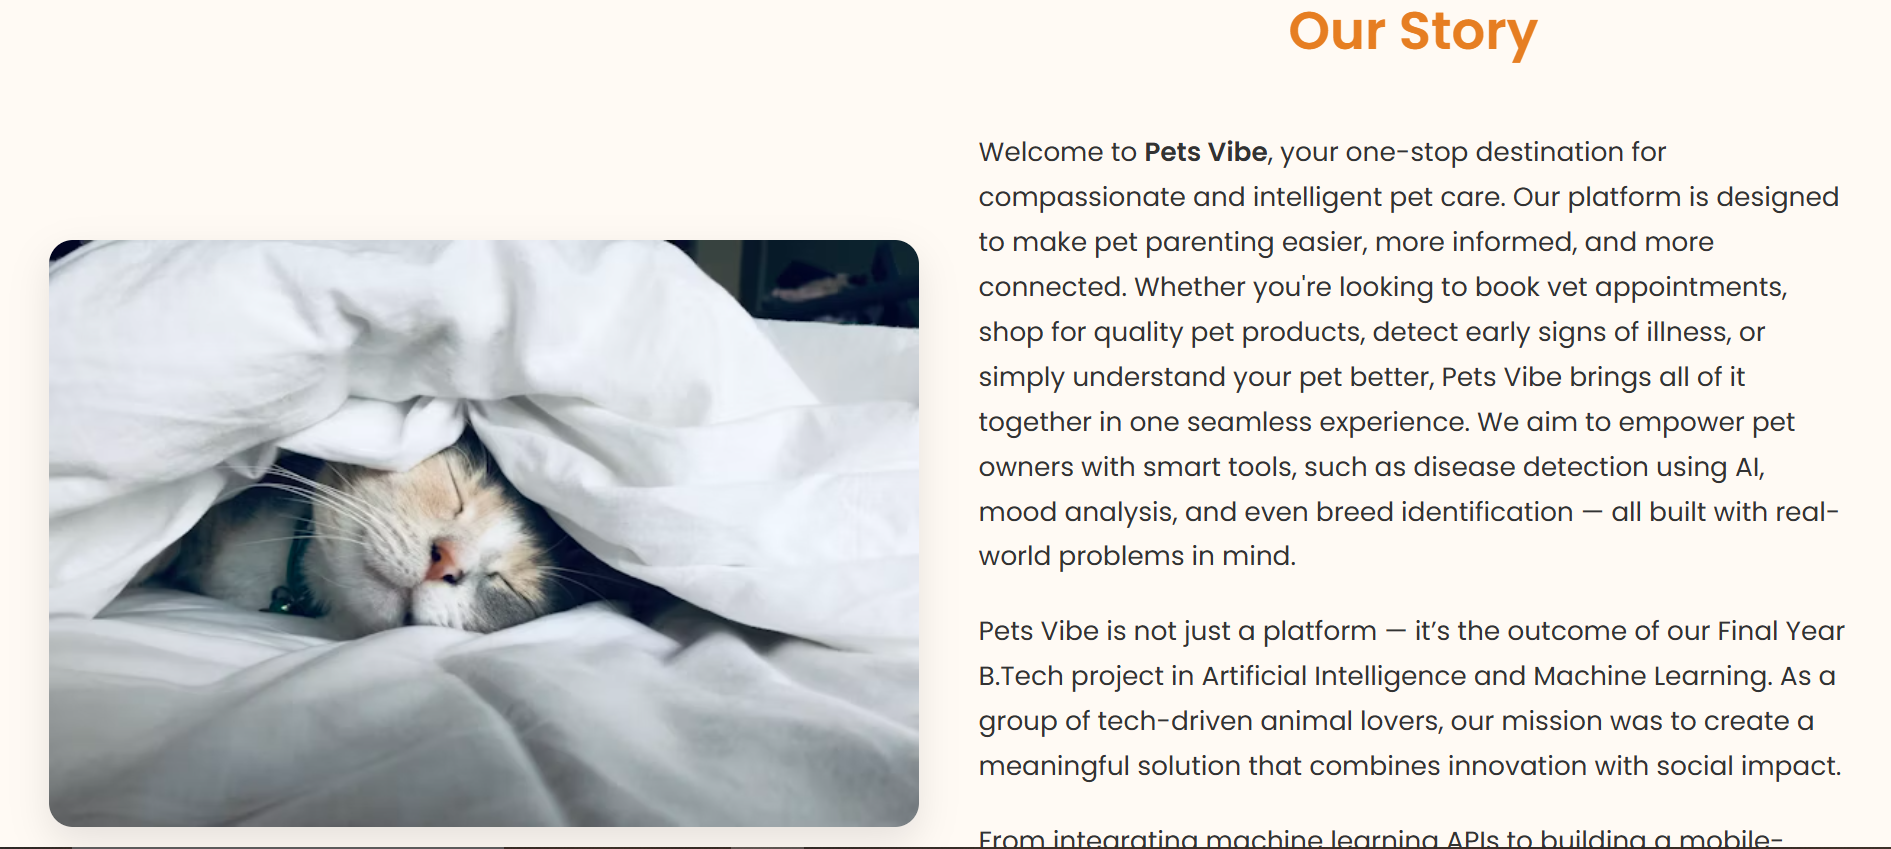 Our Story
Welcome to Pets Vibe, your one-stop destination for
compassionate and intelligent pet care. Our platform is designed
to make pet parenting easier, more informed, and more
connected. Whether you're looking to book vet appointments,
shop for quality pet products, detect early signs of illness, or
simply understand your pet better, Pets Vibe brings all of it
together in one seamless experience. We aim to empower pet
owners with smart tools, such as disease detection using AI,
mood analysis, and even breed identification — all built with real-
world problems in mind.
Pets Vibe is not just a platform — it’s the outcome of our Final Year
B.Tech project in Artificial Intelligence and Machine Learning. As a
group of tech-driven animal lovers, our mission was to create a
meaningful solution that combines innovation with social impact.
From integrating machine learning APIs to building a mobile-